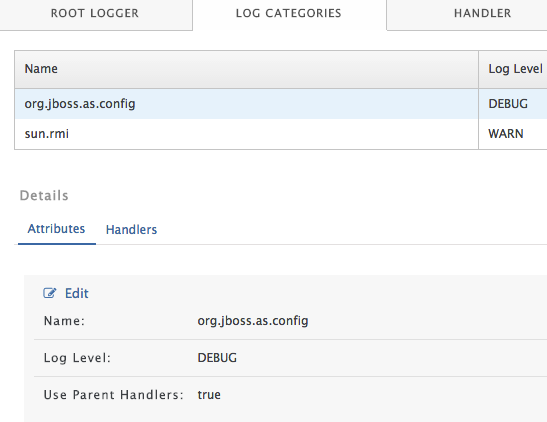 ROOT LOGGER LOG CATEGORIES HANDLER
Name Log Level
org.jboss.as.config DEBUG
sun.rmi WARN
Details
Attributes Handlers
Edit
Name: org.jboss.as.config
Log Level: DEBUG
Use Parent Handlers: true